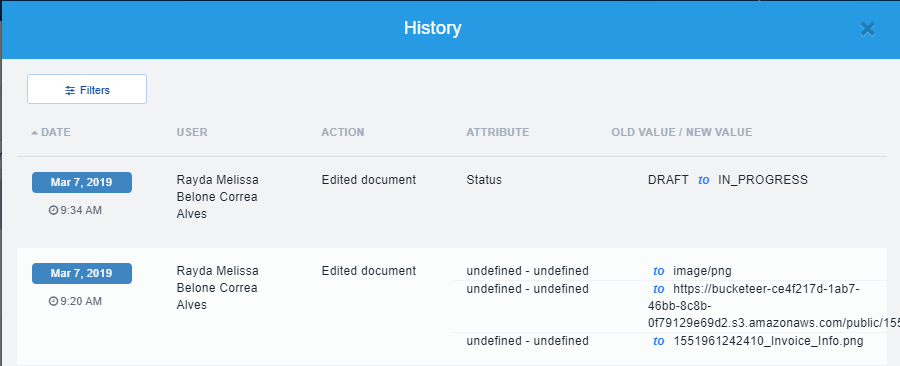 History
Filters
DATE USER ACTION ATTRIBUTE OLD VALUE / NEW VALUE
Mar 7, 2019 Rayda Melissa Edited document Status DRAFT to IN_PROGRESS
Belone Correa
9:34 AM Alves
Mar 7, 2019 Rayda Melissa Edited document undefined - undefined to image/png
Belone Correa undefined - undefined to https://bucketeer-ce4f217d-1ab7-
9:20 AM Alves 46bb-8c8b-
0f79129e69d2.s3.amazonaws.com/public/155
undefined - undefined to 1551961242410_Invoice_Info.png